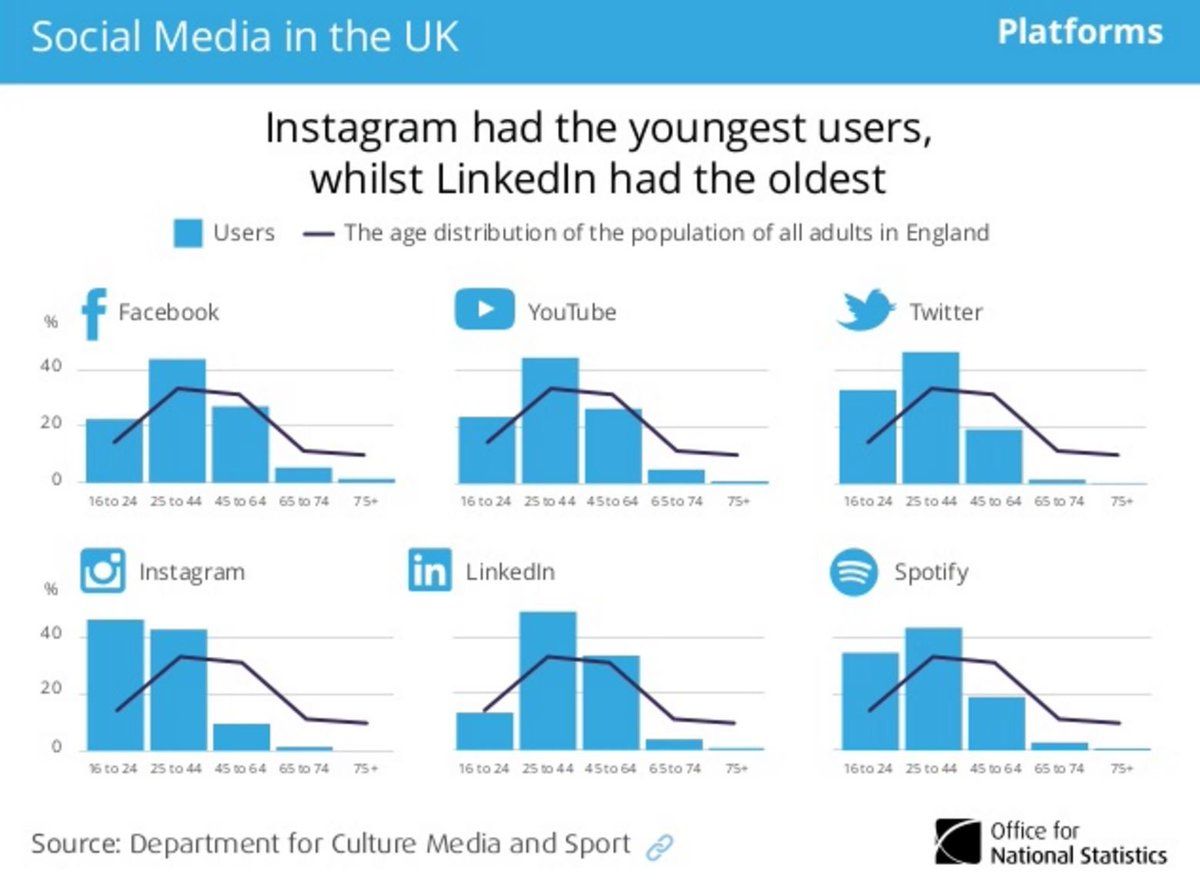 Social Media in the UK
Platforms
Instagram had the youngest users,
whilst LinkedIn had the oldest
Users
The age distribution of the population of all adults in England
%
Facebook
YouTube
Twitter
40
20
0
16 to 24 25 to 44 45 to 64 65 to 74 75+
16 to 24 25 to 44 45 to 64 65 to 74 75+
16 to 24 25 to 44 45 to 64 65 to 74 75+
%
Instagram
in LinkedIn
Spotify
40
20
0
16 to 24 25 to 44 45 to 64 65 to 74 75+
16 to 24 25 to 44 45 to 64 65 to 74 75+
16 to 24 25 to 44 45 to 64 65 to 74 75+
Source: Department for Culture Media and Sport
Office for
National Statistics